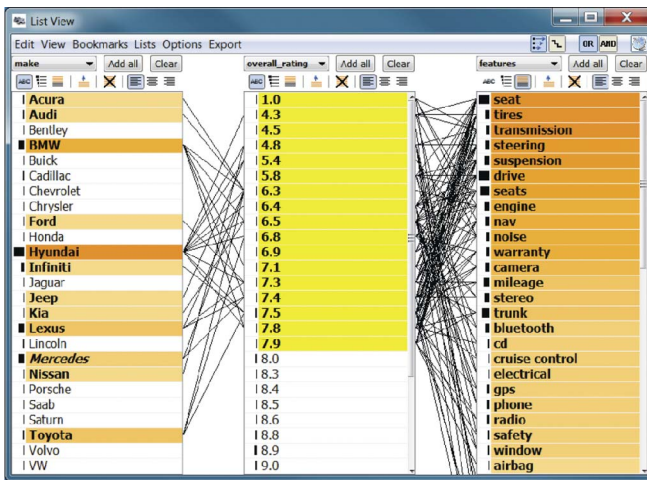 List View
Edit View Bookmarks Lists Options Export OR AND
make Add all Clear
ABC
Acura
Audi
Bentley
BMW
Buick
Cadillac
Chevrolet
Chrysler
Ford
Honda
Hyundai
Infiniti
Jaguar
Jeep
Kia
Lexus
Lincoln
Mercedes
Nissan
Porsche
Saab
Saturn
Toyota
Volvo
VW
overall_rating Add all Clear
ABC
1.0
4.3
4.5
4.8
5.4
5.8
6.3
6.4
6.5
6.8
6.9
7.1
7.3
7.4
7.5
7.8
7.9
8.0
8.3
8.4
8.5
8.6
8.8
8.9
9.0
features Add all Clear
ABC
seat
tires
transmission
steering
suspension
drive
seats
engine
nav
noise
warranty
camera
mileage
stereo
trunk
bluetooth
cd
cruise control
electrical
gps
phone
radio
safety
window
airbag